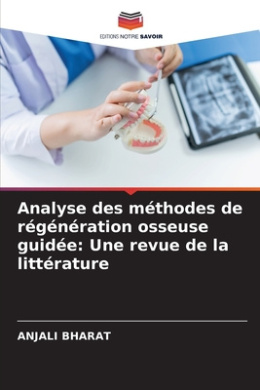 EDITIONS NOTRE SAVOIR
Analyse des méthodes de
régénération osseuse
guidée: Une revue de la
littérature
ANJALI BHARAT